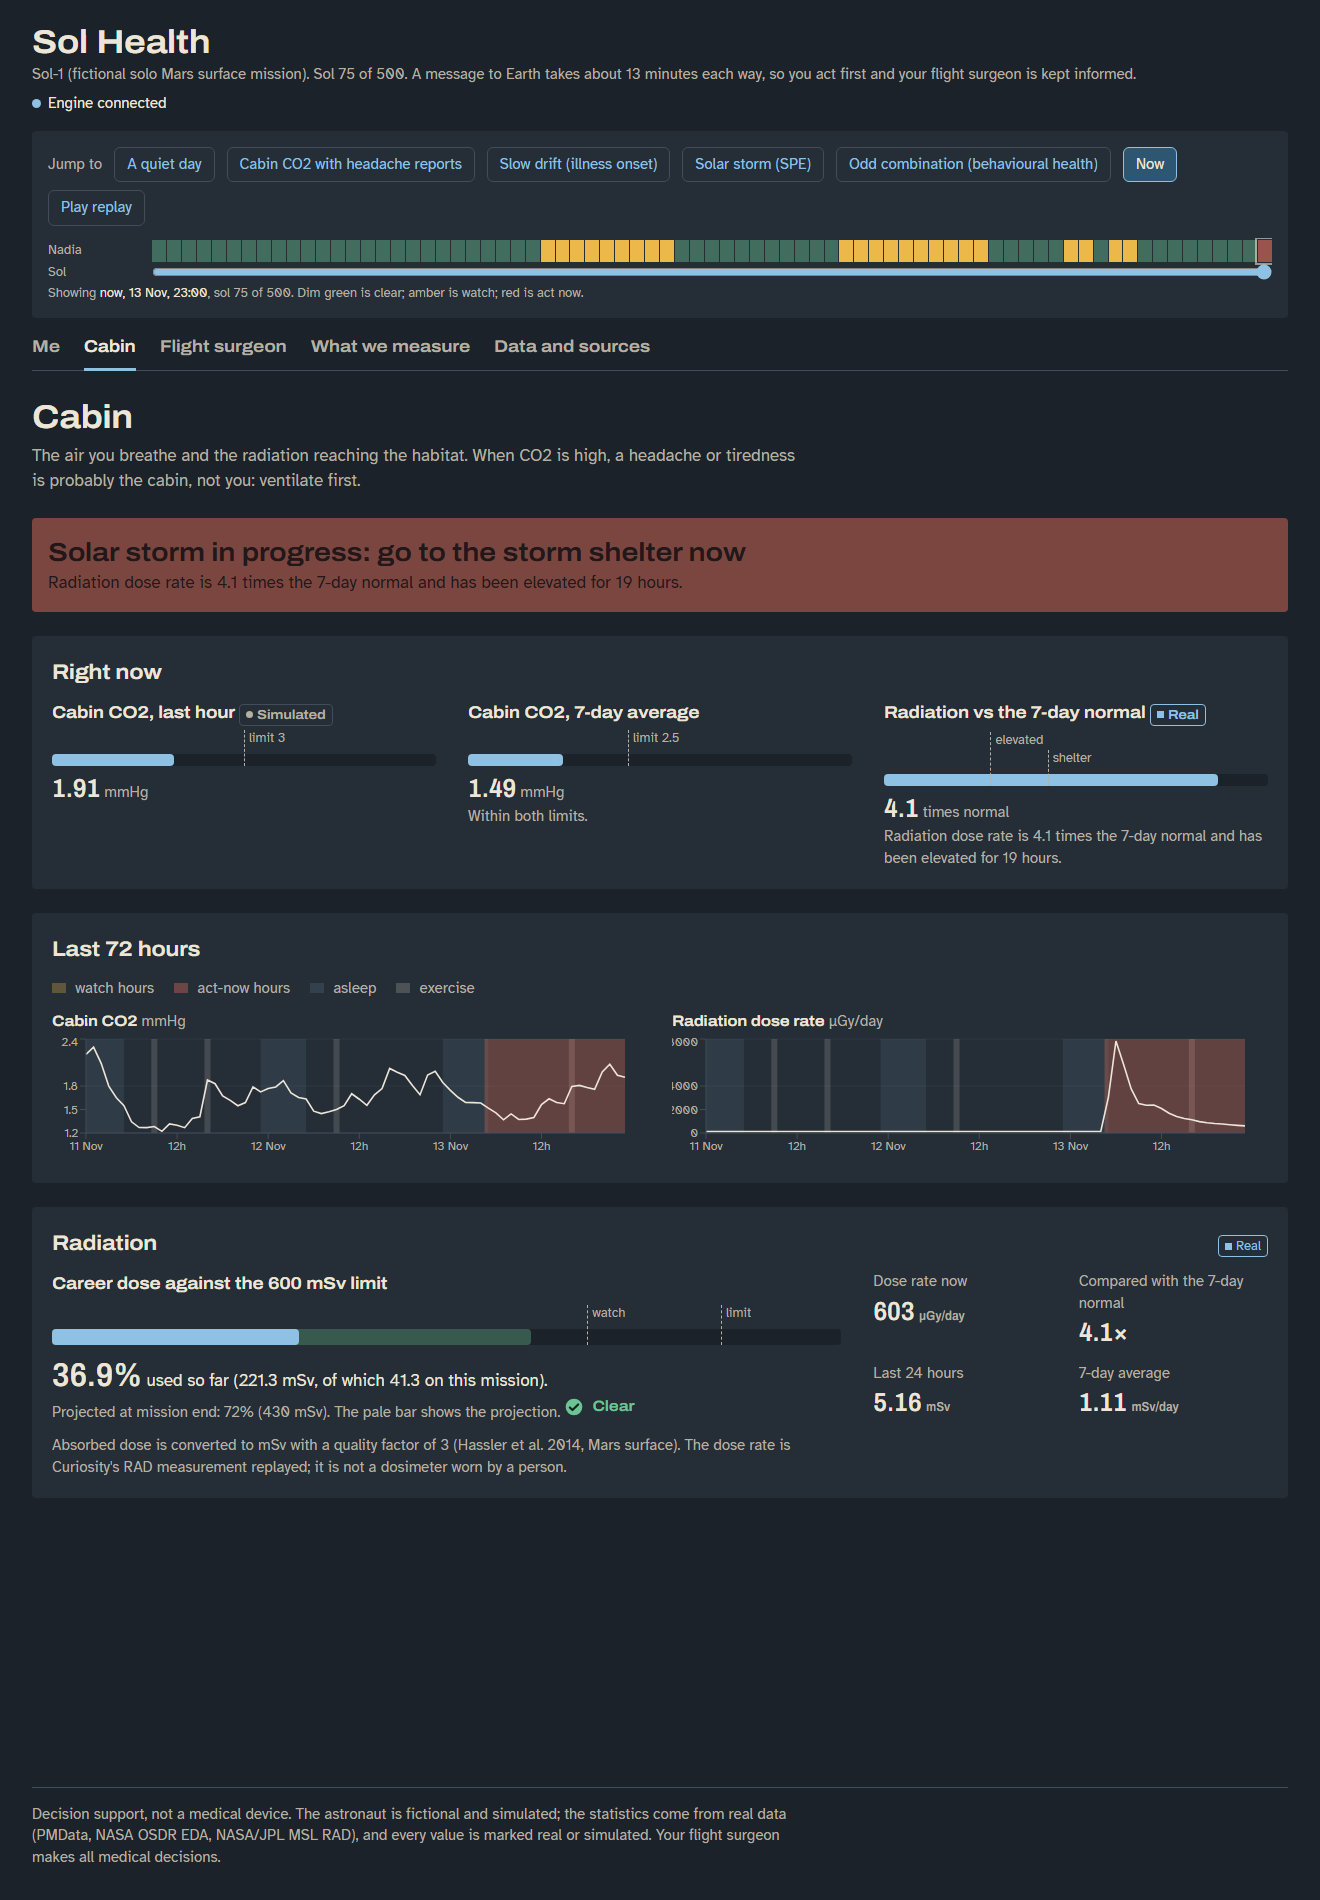 Sol Health
Sol-1 (fictional solo Mars surface mission). Sol 75 of 500. A message to Earth takes about 13 minutes each way, so you act first and your flight surgeon is kept informed.
Engine connected
Jump to
A quiet day
Cabin CO2 with headache reports
Slow drift (illness onset)
Solar storm (SPE)
Odd combination (behavioural health)
Now
Play replay
Nadia
Sol
Showing now, 13 Nov, 23:00, sol 75 of 500. Dim green is clear; amber is watch; red is act now.
Me
Cabin
Flight surgeon
What we measure
Data and sources
Cabin
The air you breathe and the radiation reaching the habitat. When CO2 is high, a headache or tiredness
is probably the cabin, not you: ventilate first.
Solar storm in progress: go to the storm shelter now
Radiation dose rate is 4.1 times the 7-day normal and has been elevated for 19 hours.
Right now
Cabin CO2, last hour
Simulated
limit 3
1.91 mmHg
Cabin CO2, 7-day average
limit 2.5
1.49 mmHg
Within both limits.
Radiation vs the 7-day normal
Real
elevated
shelter
4.1 times normal
Radiation dose rate is 4.1 times the 7-day normal and has
been elevated for 19 hours.
Last 72 hours
watch hours
act-now hours
asleep
exercise
Cabin CO2 mmHg
2.4
1.8
1.5
1.2
11 Nov
12h
12 Nov
12h
13 Nov
12h
Radiation dose rate µGy/day
6000
4000
2000
0
11 Nov
12h
12 Nov
12h
13 Nov
12h
Radiation
Real
Career dose against the 600 mSv limit
watch
limit
36.9% used so far (221.3 mSv, of which 41.3 on this mission).
Projected at mission end: 72% (430 mSv). The pale bar shows the projection.
Clear
Absorbed dose is converted to mSv with a quality factor of 3 (Hassler et al. 2014, Mars surface). The dose rate is
Curiosity's RAD measurement replayed; it is not a dosimeter worn by a person.
Dose rate now
603 µGy/day
Compared with the 7-day
normal
4.1×
Last 24 hours
5.16 mSv
7-day average
1.11 mSv/day
Decision support, not a medical device. The astronaut is fictional and simulated; the statistics come from real data
(PMData, NASA OSDR EDA, NASA/JPL MSL RAD), and every value is marked real or simulated. Your flight surgeon
makes all medical decisions.